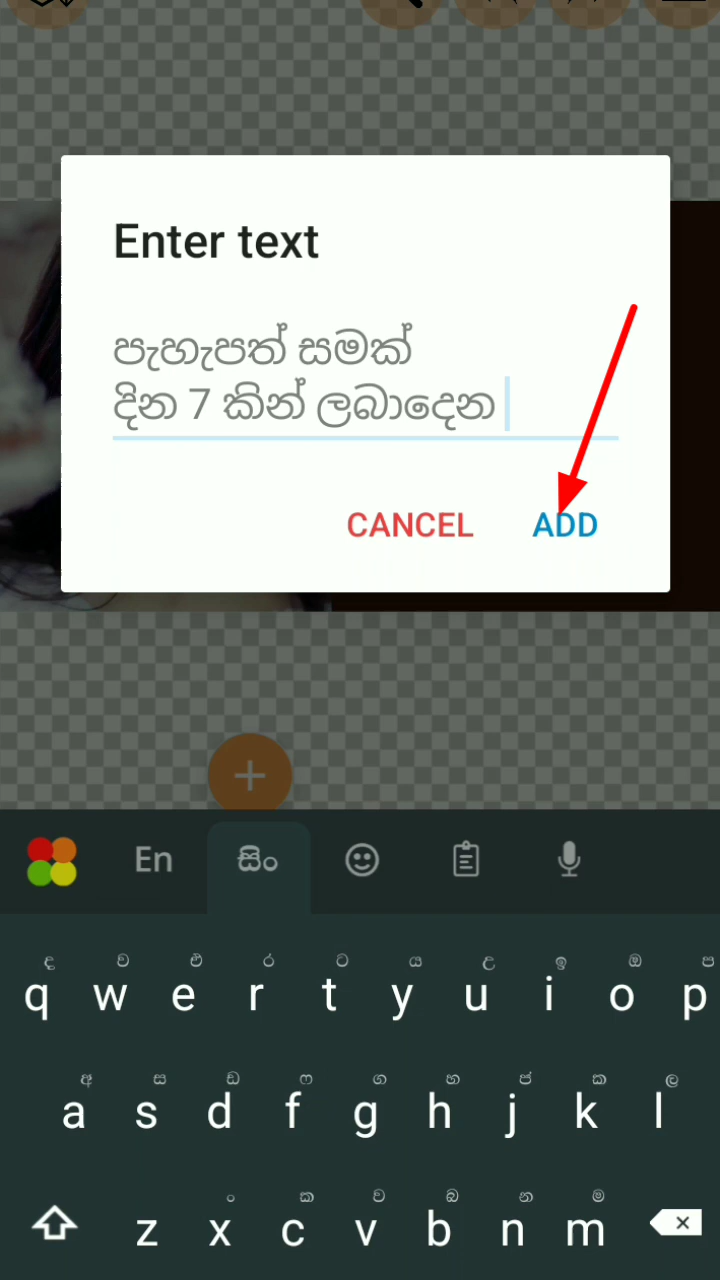 Enter text
පැහැපත් සමක්
දින 7 කින් ලබාදෙන
CANCEL ADD
En සිං
ද ව එ ර ට ය උ ඉ ඔ ප
q w e r t y u i o p
අ ස ඩ ෆ ග හ ජ ක ල
a s d f g h j k l
ං ක ව බ න ම
z x c v b n m